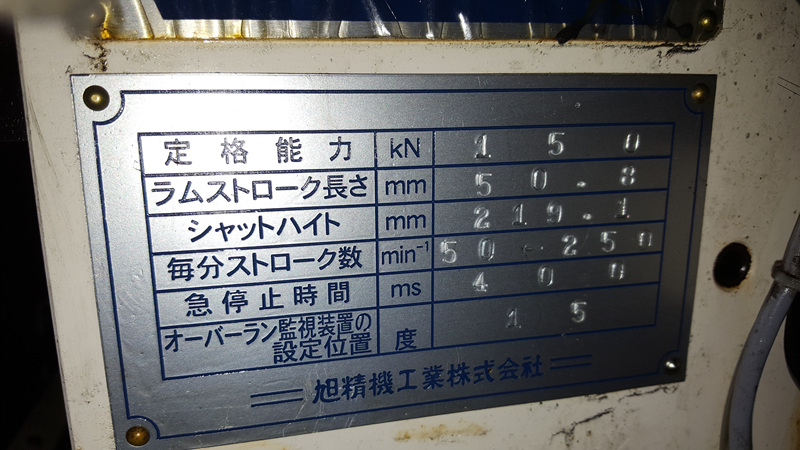 定格能力 kN 150
ラムストローク長さ mm 50.8
シャットハイト mm 219.1
毎分ストローク数 min⁻¹ 50-250
急停止時間 ms 400
オーバーラン監視装置の
設定位置 度 15
旭精機工業株式会社